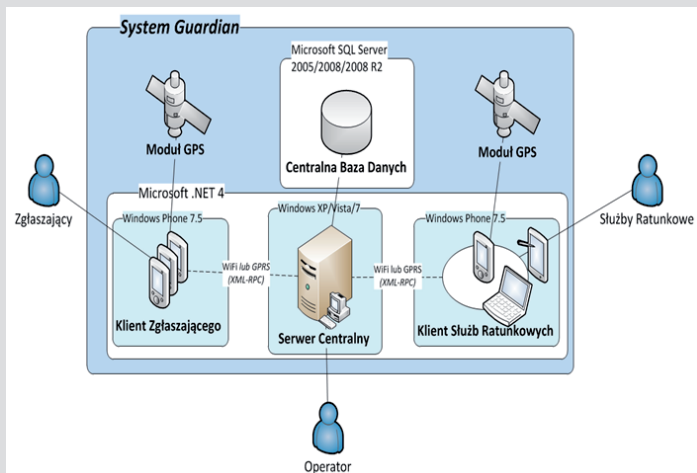 System Guardian
Microsoft SQL Server
2005/2008/2008 R2
Centralna Baza Danych
Moduł GPS
Moduł GPS
Zgłaszający
Służby Ratunkowe
Microsoft .NET 4
Windows Phone 7.5
Windows XP/Vista/7
Windows Phone 7.5
WiFi lub GPRS
(XML-RPC)
WiFi lub GPRS
(XML-RPC)
Klient Zgłaszającego
Serwer Centralny
Klient Służb Ratunkowych
Operator